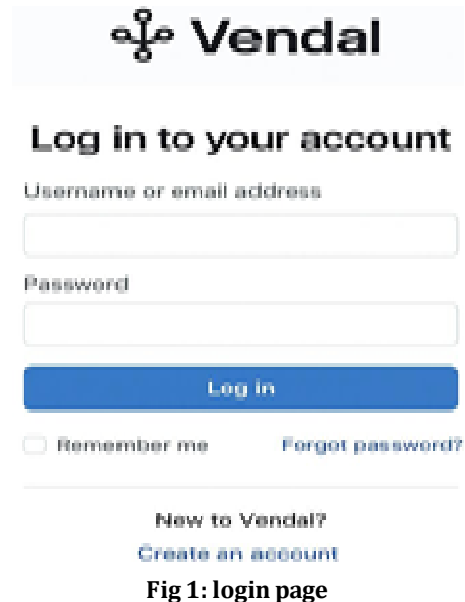 Vendal
Log in to your account
Username or email address
Password
Log in
Remember me Forgot password?
New to Vendal?
Create an account
Fig 1: login page